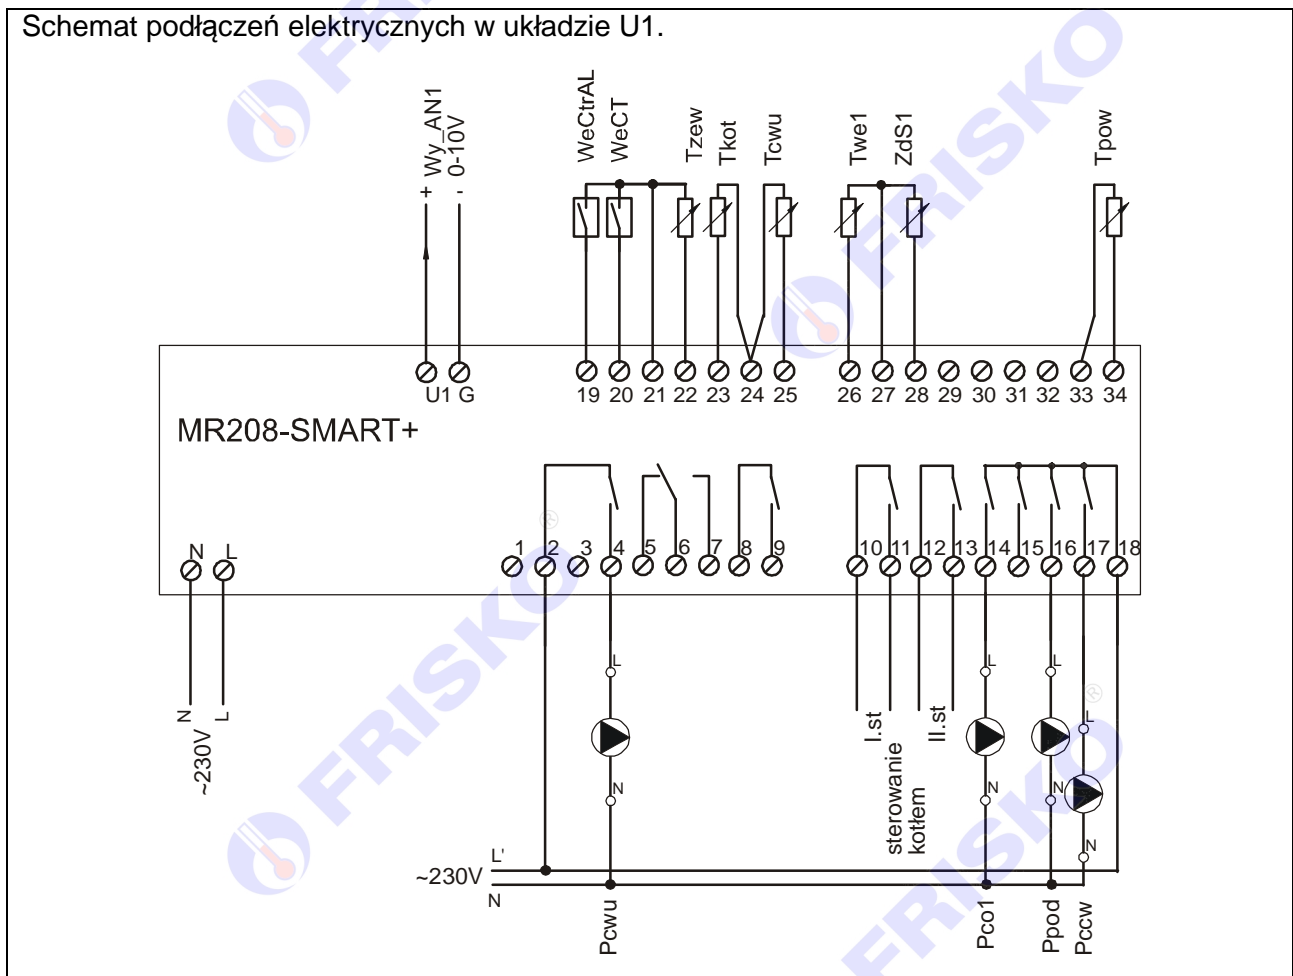 Schemat podłączeń elektrycznych w układzie U1.
FRISKO
FRISKO
+ Wy_AN1
- 0-10V
WeCtrAL
WeCT
Tzew
Tkot
Tcwu
Twe1
ZdS1
Tpow
U1 G 19 20 21 22 23 24 25 26 27 28 29 30 31 32 33 34
MR208-SMART+
N L 1 2 3 4 5 6 7 8 9 10 11 12 13 14 15 16 17 18
®
FRISKO
N
L
~230V
L
N
I.st
II.st
sterowanie
kotłem
L
N
L
N
L
N
®
FRISKO
L'
~230V
N
Pcwu
Pco1
Ppod
Pccw